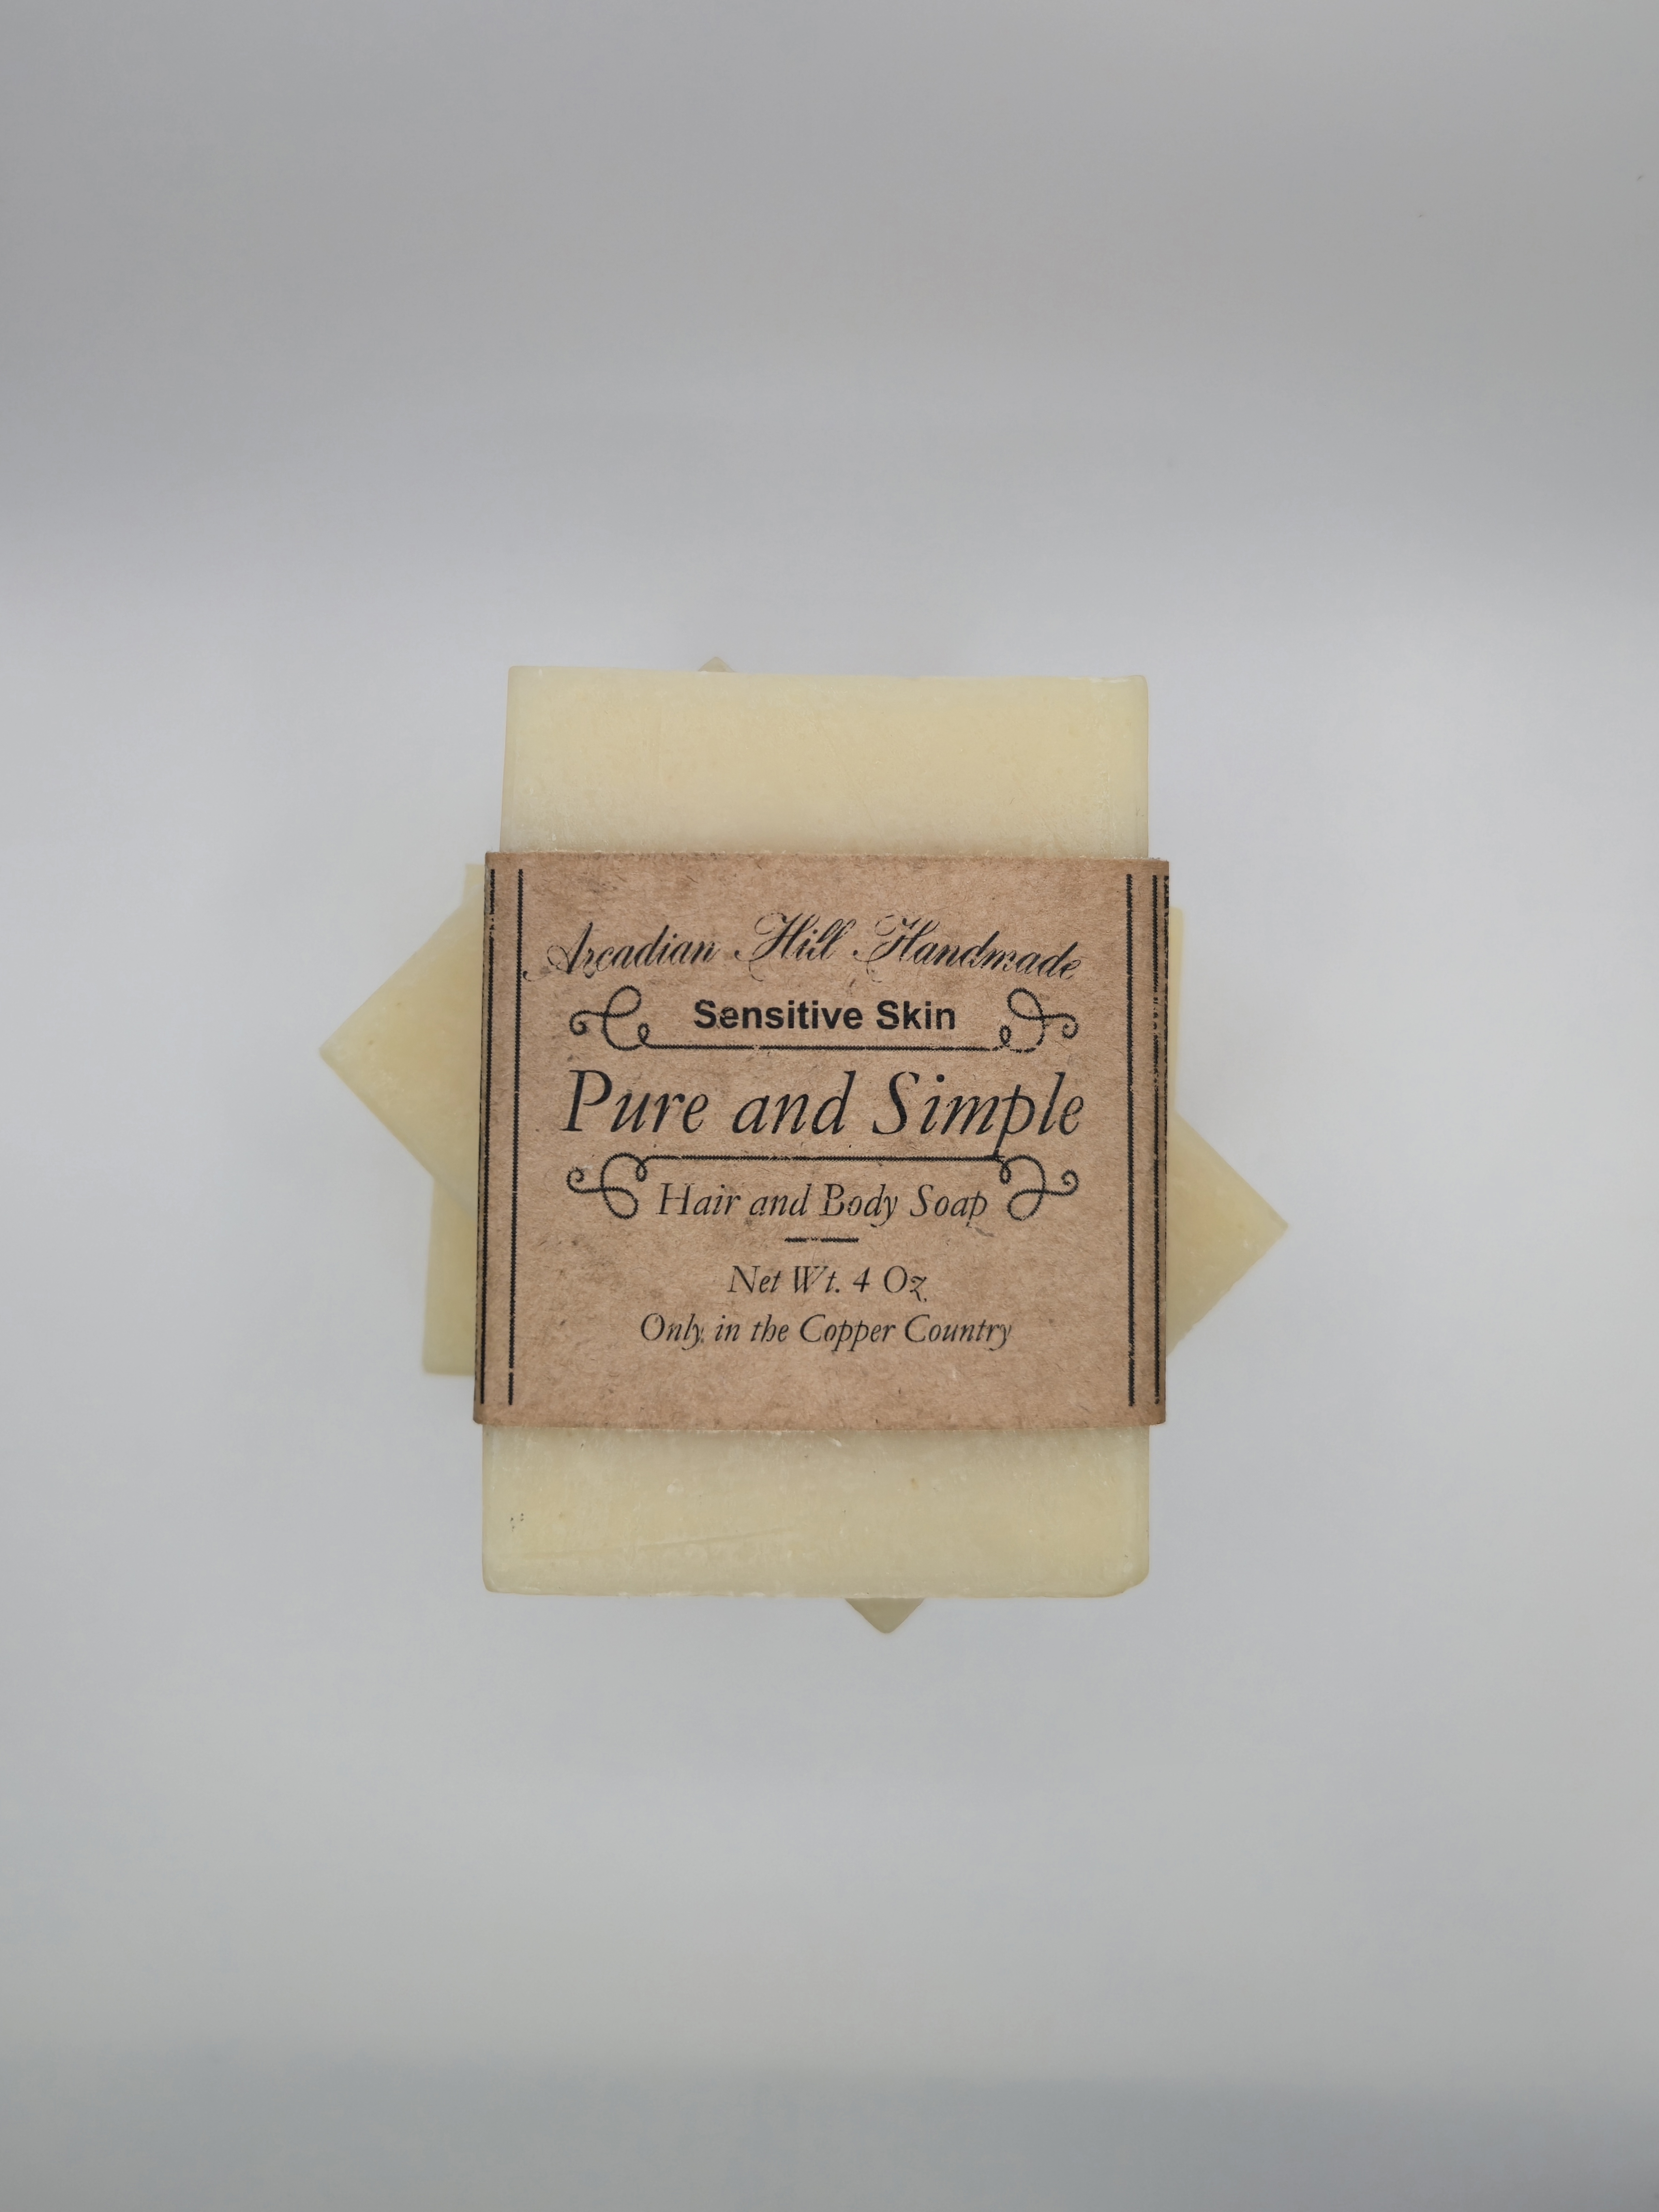 Arcadian Hill Handmade
Sensitive Skin
Pure and Simple
Hair and Body Soap
Net Wt. 4 Oz.
Only in the Copper Country